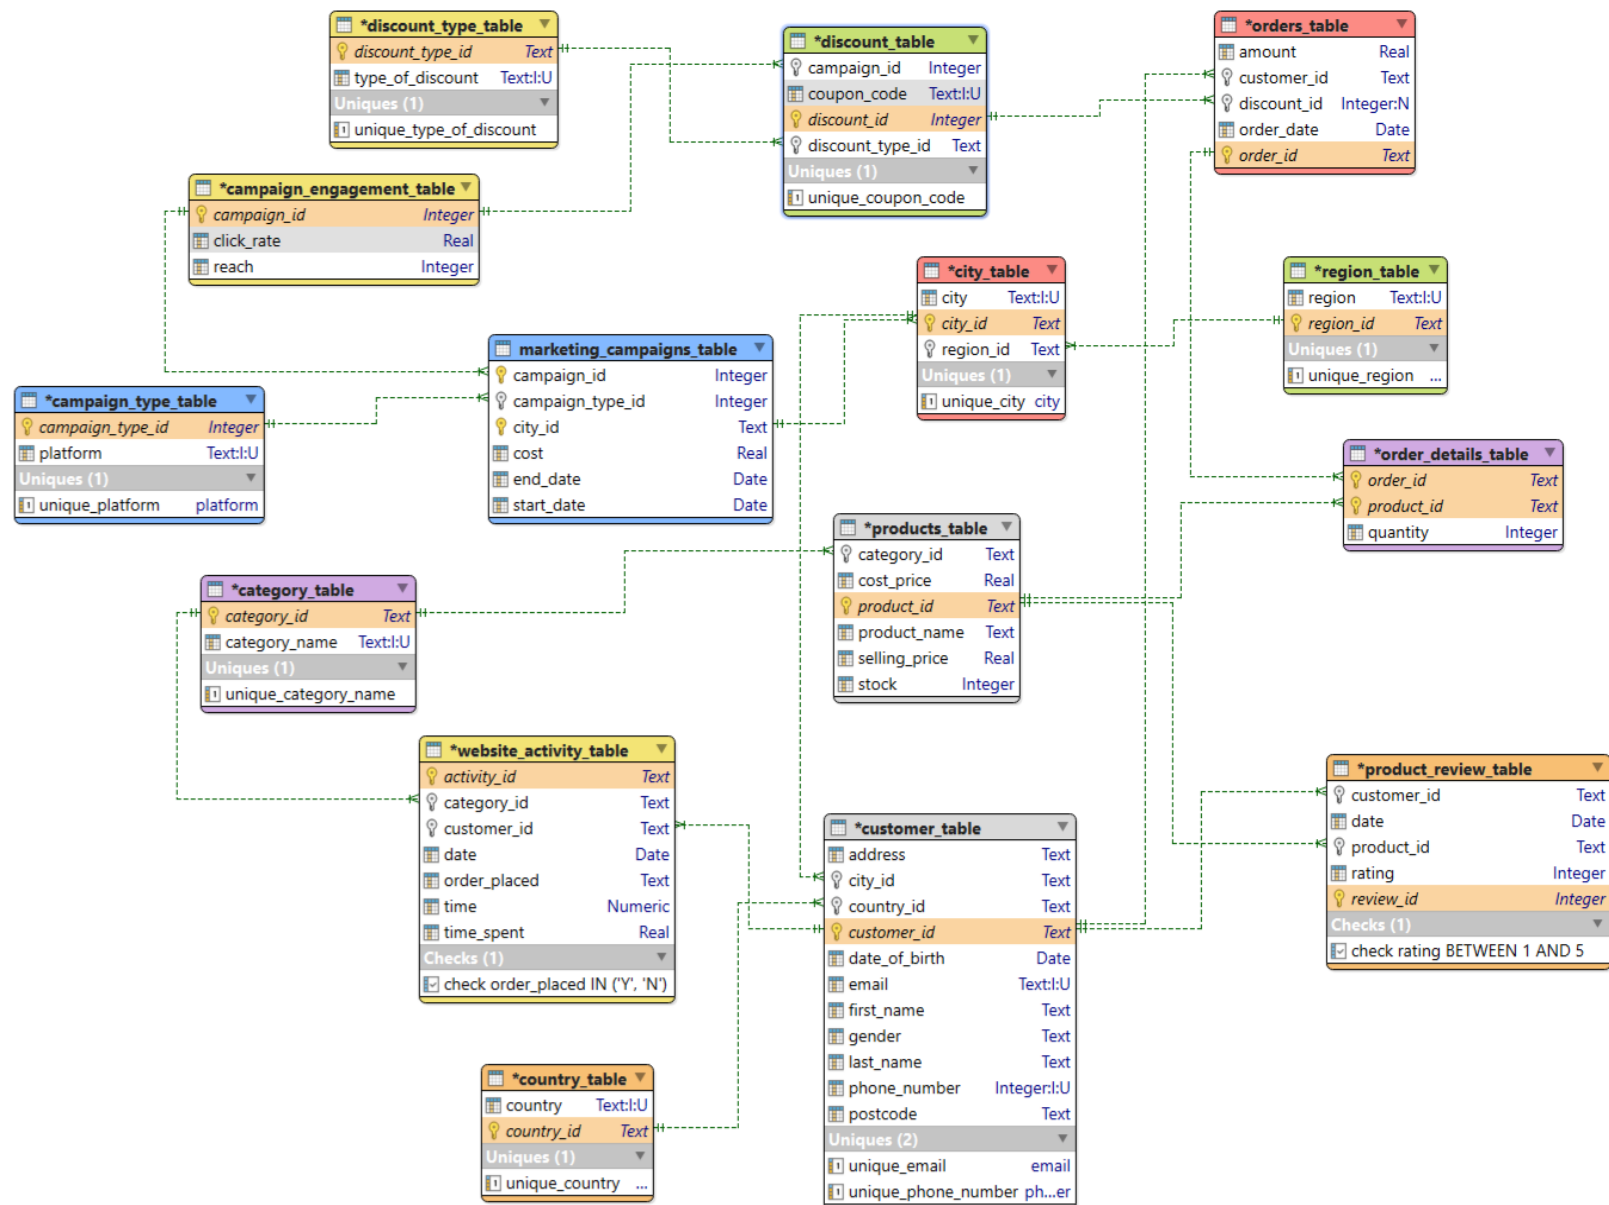 *discount_type_table
discount_type_id Text
type_of_discount Text:I:U
Uniques (1)
unique_type_of_discount
*discount_table
campaign_id Integer
coupon_code Text:I:U
discount_id Integer
discount_type_id Text
Uniques (1)
unique_coupon_code
*orders_table
amount Real
customer_id Text
discount_id Integer:N
order_date Date
order_id Text
*campaign_engagement_table
campaign_id Integer
click_rate Real
reach Integer
*city_table
city Text:I:U
city_id Text
region_id Text
Uniques (1)
unique_city city
*region_table
region Text:I:U
region_id Text
Uniques (1)
unique_region ...
marketing_campaigns_table
campaign_id Integer
campaign_type_id Integer
city_id Text
cost Real
end_date Date
start_date Date
*campaign_type_table
campaign_type_id Integer
platform Text:I:U
Uniques (1)
unique_platform platform
*order_details_table
order_id Text
product_id Text
quantity Integer
*products_table
category_id Text
cost_price Real
product_id Text
product_name Text
selling_price Real
stock Integer
*category_table
category_id Text
category_name Text:I:U
Uniques (1)
unique_category_name
*website_activity_table
activity_id Text
category_id Text
customer_id Text
date Date
order_placed Text
time Numeric
time_spent Real
Checks (1)
check order_placed IN ('Y', 'N')
*customer_table
address Text
city_id Text
country_id Text
customer_id Text
date_of_birth Date
email Text:I:U
first_name Text
gender Text
last_name Text
phone_number Integer:I:U
postcode Text
Uniques (2)
unique_email email
unique_phone_number ph...er
*product_review_table
customer_id Text
date Date
product_id Text
rating Integer
review_id Integer
Checks (1)
check rating BETWEEN 1 AND 5
*country_table
country Text:I:U
country_id Text
Uniques (1)
unique_country ...